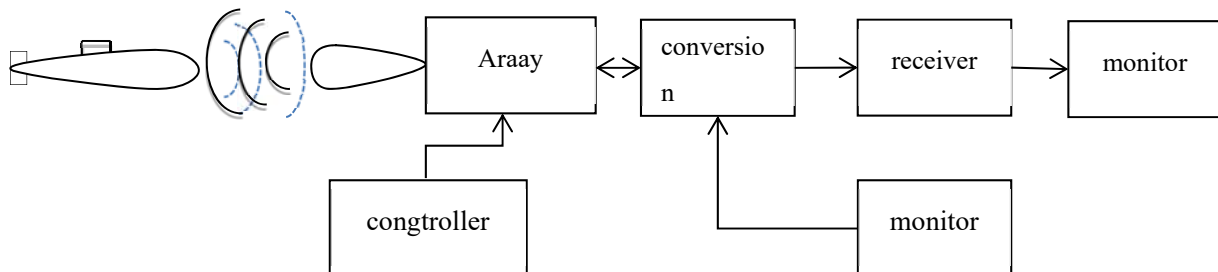 Araay
conversio
n
receiver
monitor
congtroller
monitor